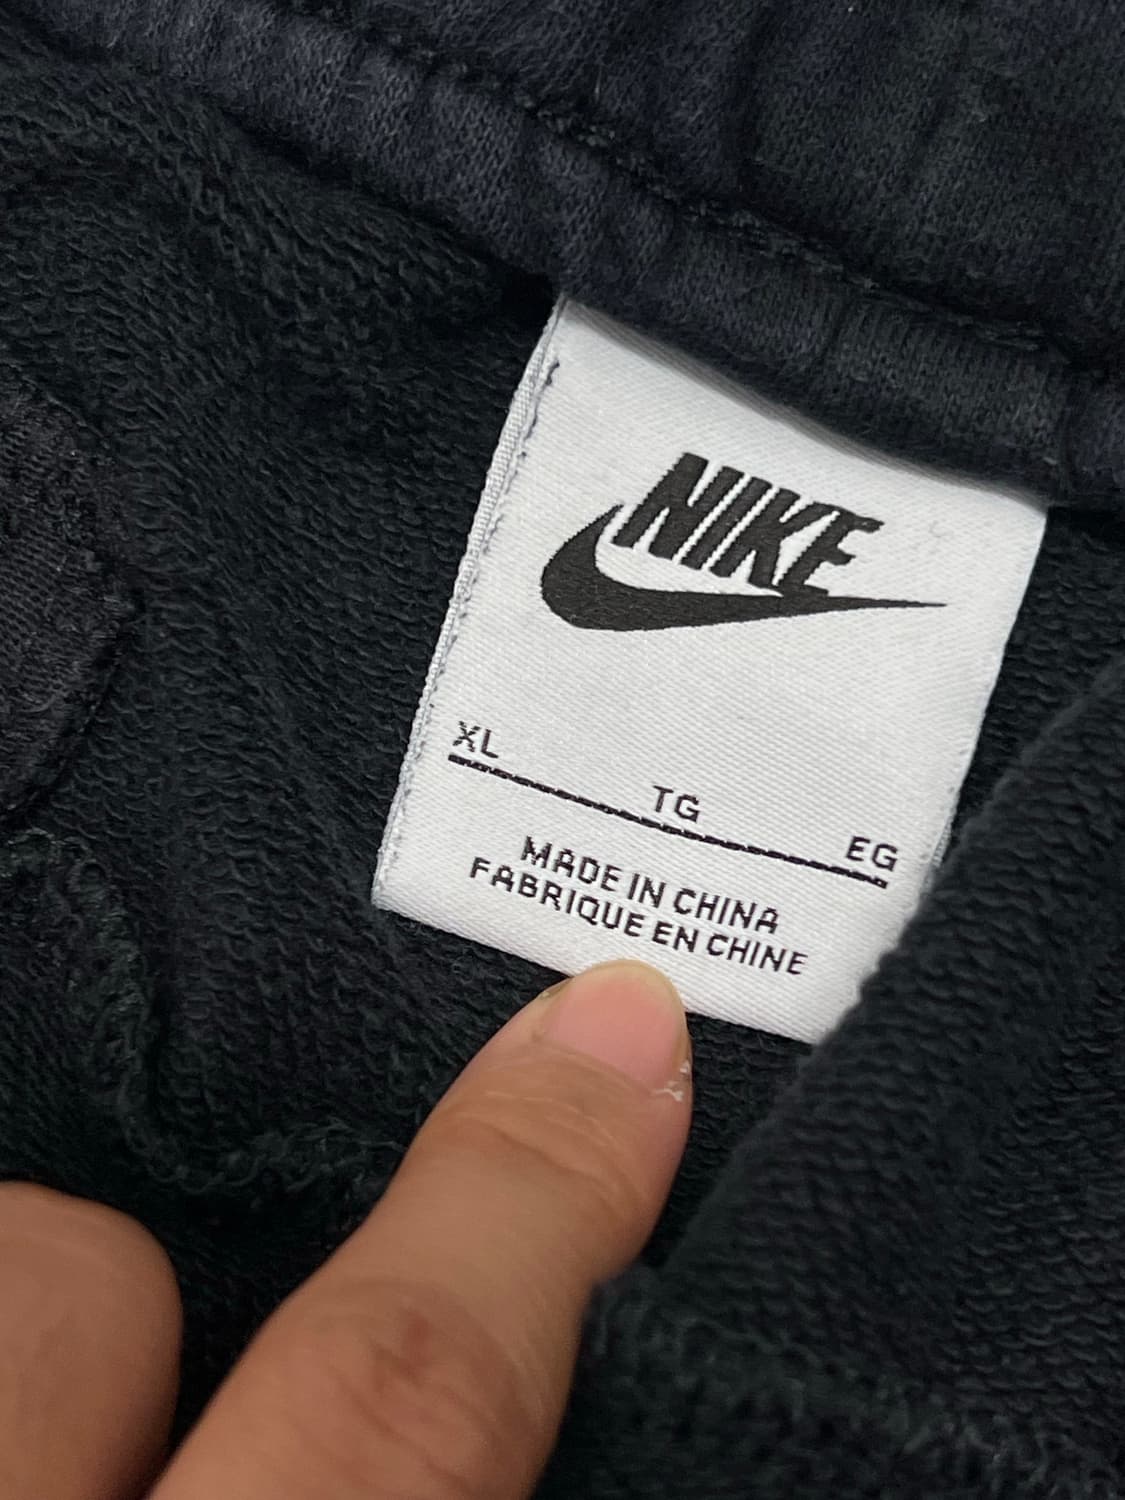 NIKE
XL TG EG
MADE IN CHINA
FABRIQUE EN CHINE